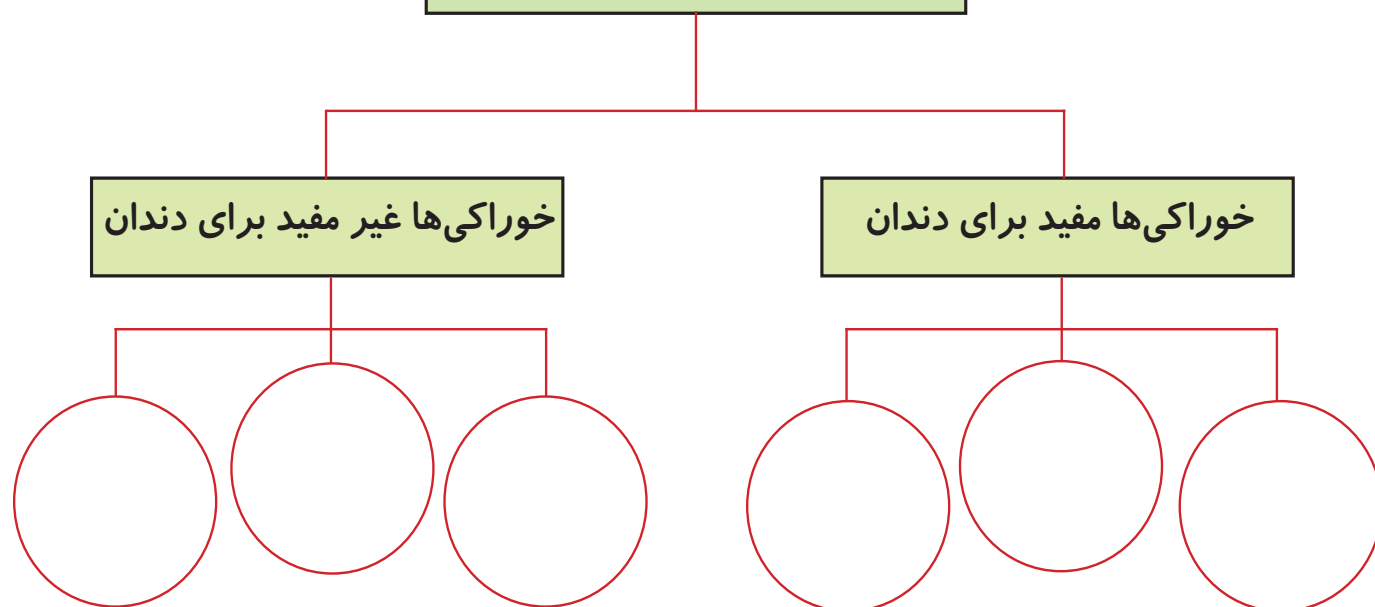 خوراکی‌ها مفید برای دندان
خوراکی‌ها غیر مفید برای دندان